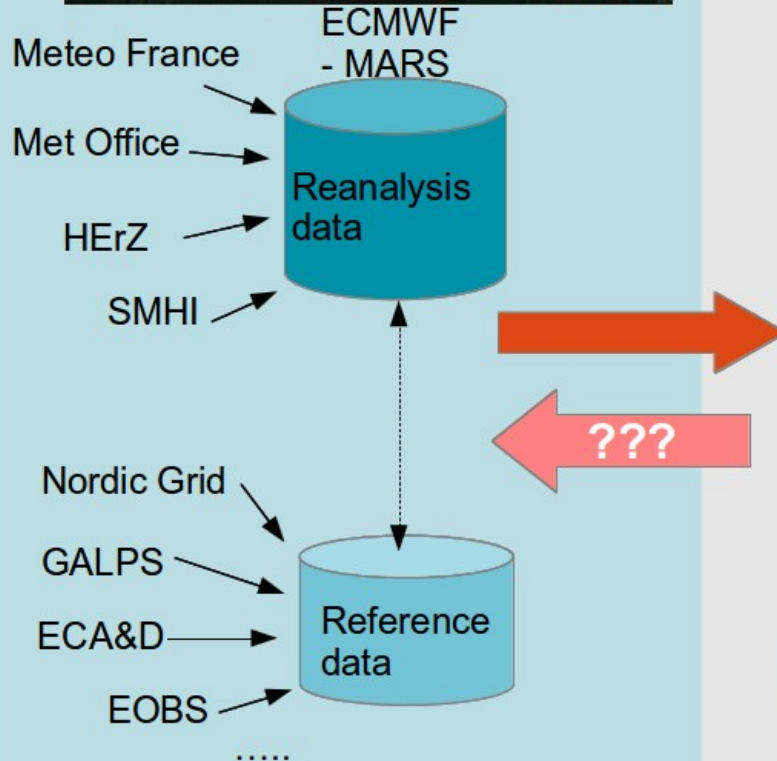 ECMWF
- MARS
Meteo France
Met Office
HErZ
SMHI
Reanalysis
data
???
Nordic Grid
GALPS
ECA&D
EOBS
.....
Reference
data